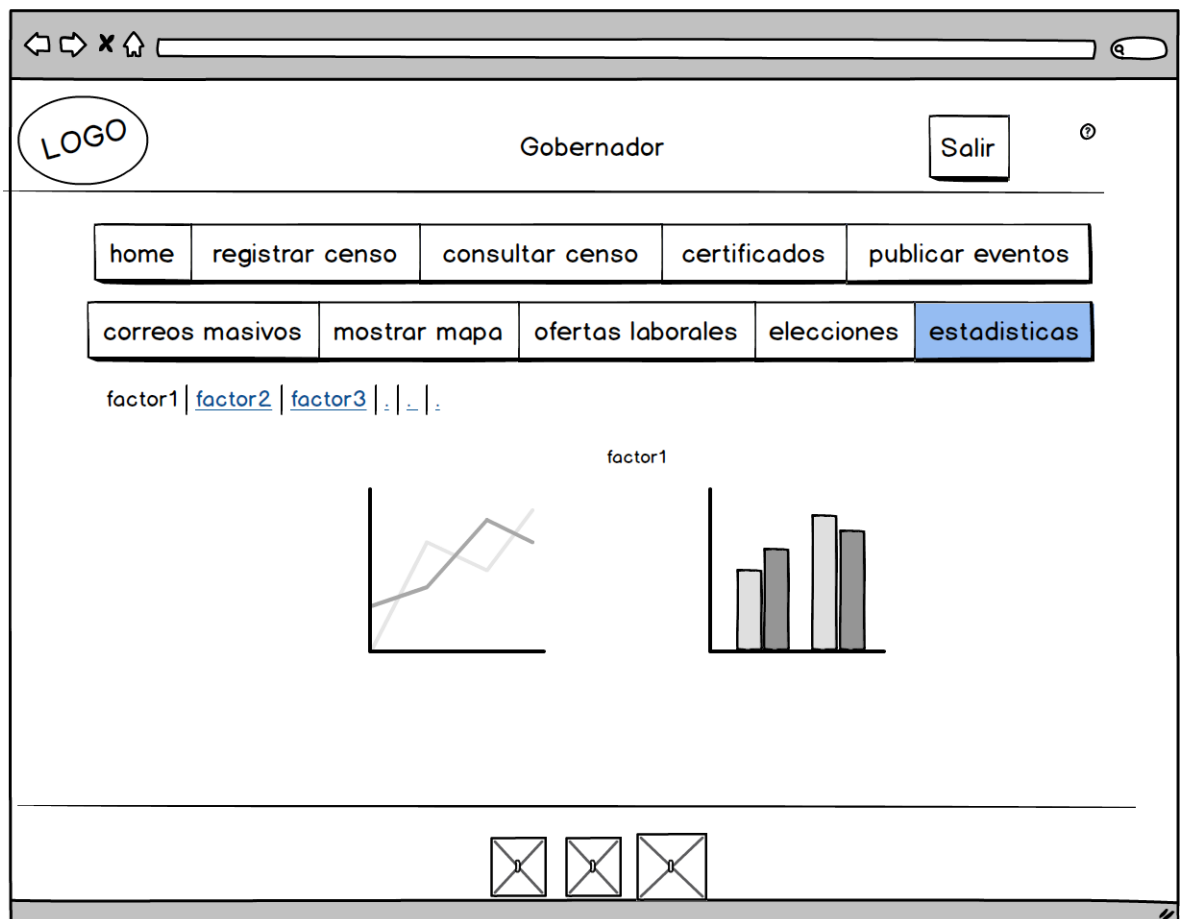 LOGO
Gobernador
Salir
?
home registrar censo consultar censo certificados publicar eventos
correos masivos mostrar mapa ofertas laborales elecciones estadisticas
factor1 | factor2 | factor3 | . | . | .
factor1